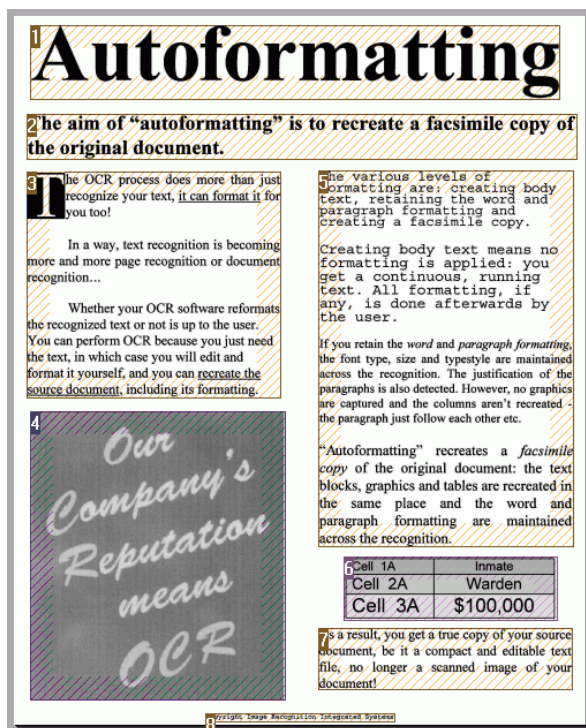 1
Autoformatting
2
The aim of “autoformatting” is to recreate a facsimile copy of
the original document.
3
The OCR process does more than just
recognize your text, it can format it for
you too!
In a way, text recognition is becoming
more and more page recognition or document
recognition...
Whether your OCR software reformats
the recognized text or not is up to the user.
You can perform OCR because you just need
the text, in which case you will edit and
format it yourself, and you can recreate the
source document, including its formatting.
4
Our
Company's
Reputation
means
OCR
5
The various levels of
formatting are: creating body
text, retaining the word and
paragraph formatting and
creating a facsimile copy.
Creating body text means no
formatting is applied: you
get a continuous, running
text. All formatting, if
any, is done afterwards by
the user.
If you retain the word and paragraph formatting,
the font type, size and typestyle are maintained
across the recognition. The justification of the
paragraphs is also detected. However, no graphics
are captured and the columns aren't recreated -
the paragraph just follow each other etc.
“Autoformatting” recreates a facsimile
copy of the original document: the text
blocks, graphics and tables are recreated in
the same place and the word and
paragraph formatting are maintained
across the recognition.
6
Cell 1A Inmate
Cell 2A Warden
Cell 3A $100,000
7
As a result, you get a true copy of your source
document, be it a compact and editable text
file, no longer a scanned image of your
document!
8
Copyright Image Recognition Integrated Systems